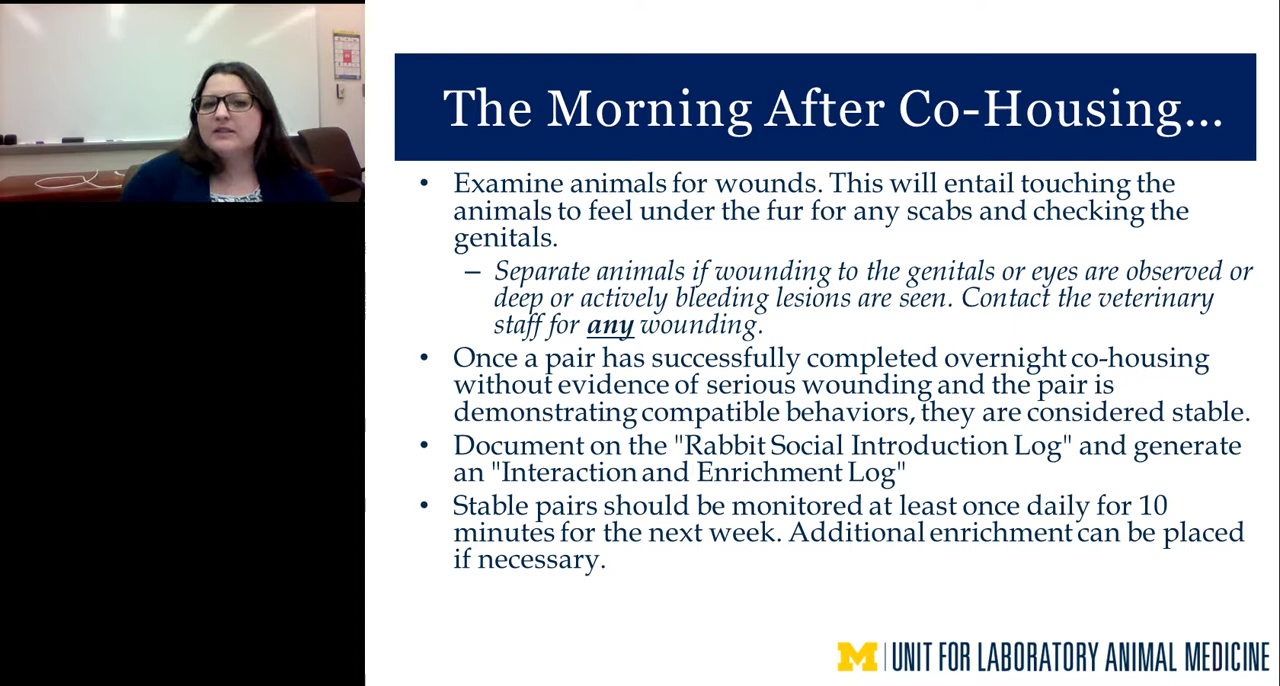 The Morning After Co-Housing...
• Examine animals for wounds. This will entail touching the
animals to feel under the fur for any scabs and checking the
genitals.
– Separate animals if wounding to the genitals or eyes are observed or
deep or actively bleeding lesions are seen. Contact the veterinary
staff for any wounding.
• Once a pair has successfully completed overnight co-housing
without evidence of serious wounding and the pair is
demonstrating compatible behaviors, they are considered stable.
• Document on the "Rabbit Social Introduction Log" and generate
an "Interaction and Enrichment Log"
• Stable pairs should be monitored at least once daily for 10
minutes for the next week. Additional enrichment can be placed
if necessary.
M | UNIT FOR LABORATORY ANIMAL MEDICINE